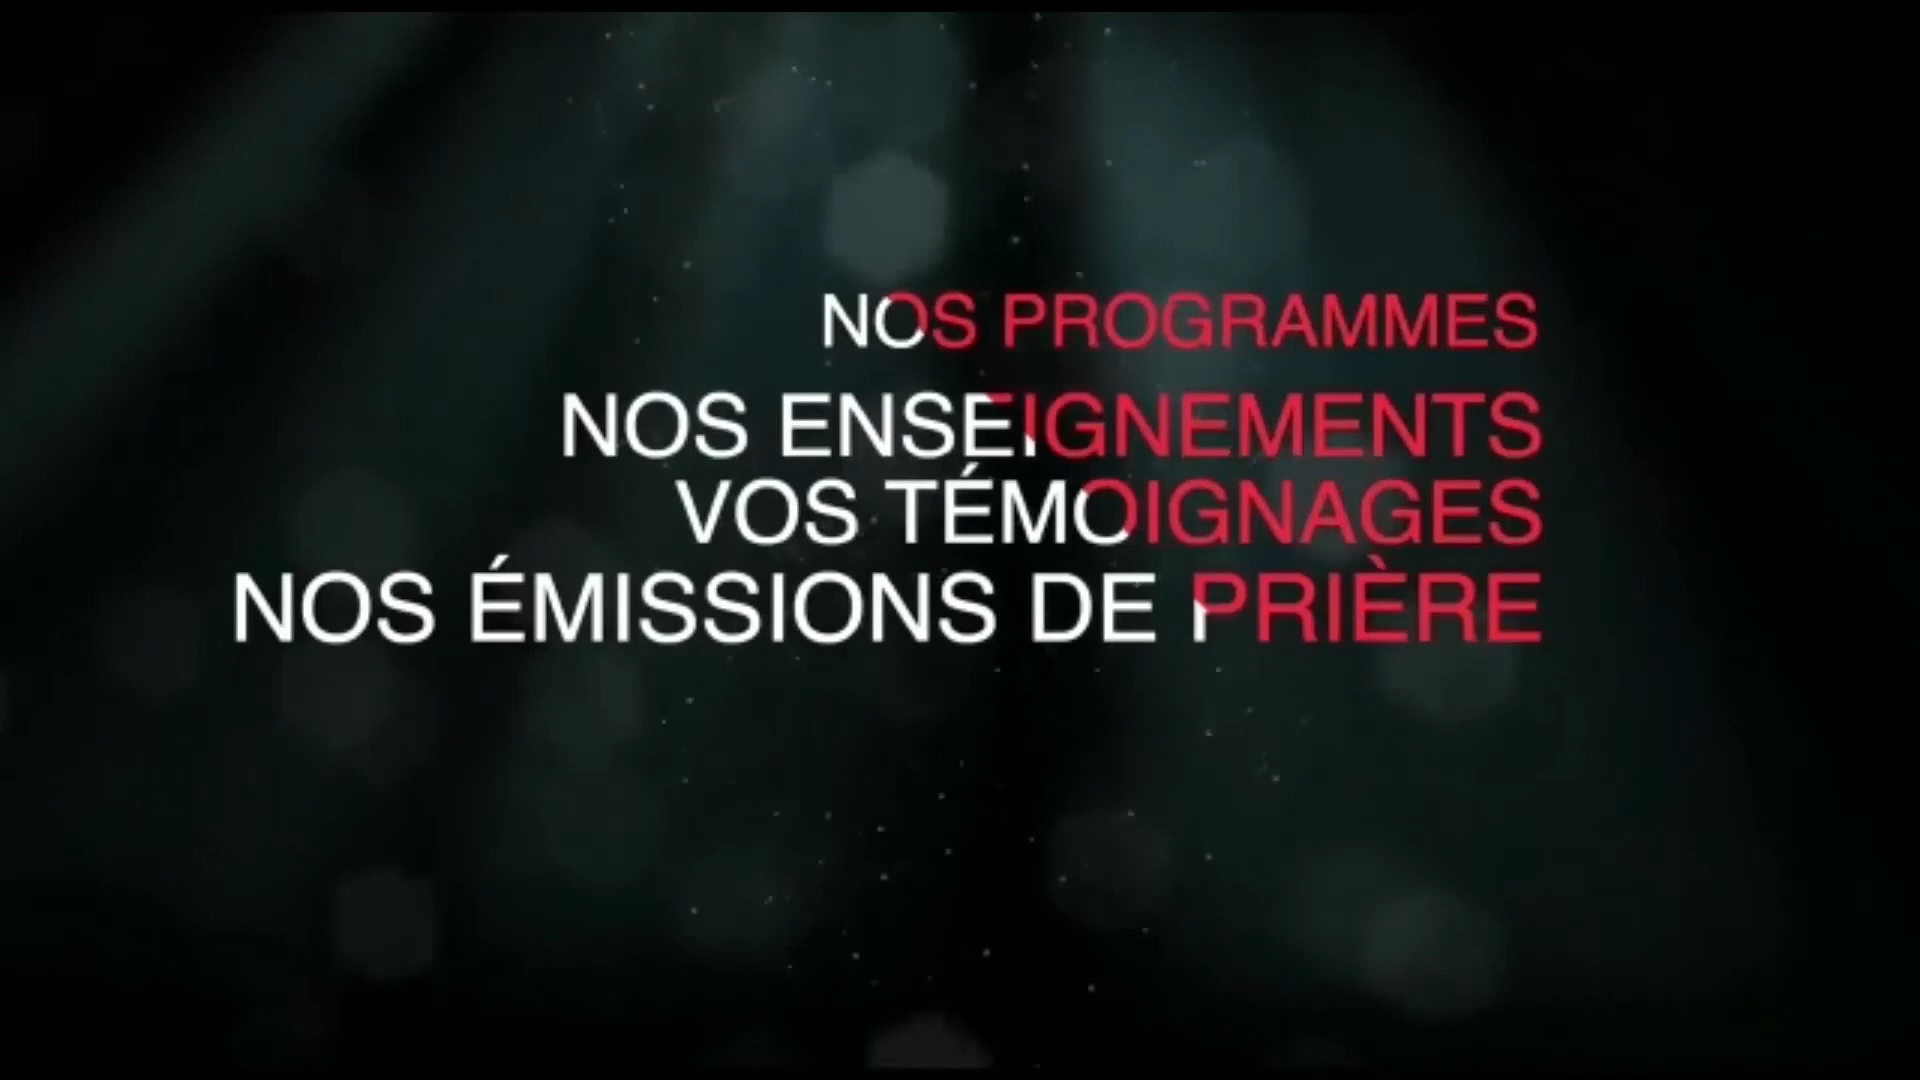 NOS PROGRAMMES
NOS ENSEIGNEMENTS
VOS TÉMOIGNAGES
NOS ÉMISSIONS DE PRIÈRE